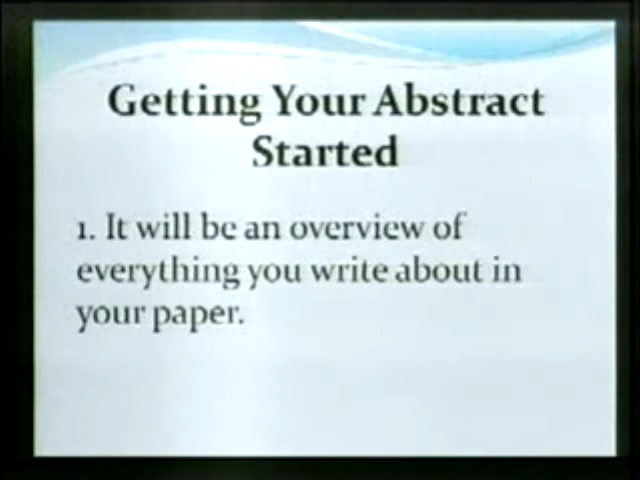 Getting Your Abstract
Started
1. It will be an overview of
everything you write about in
your paper.